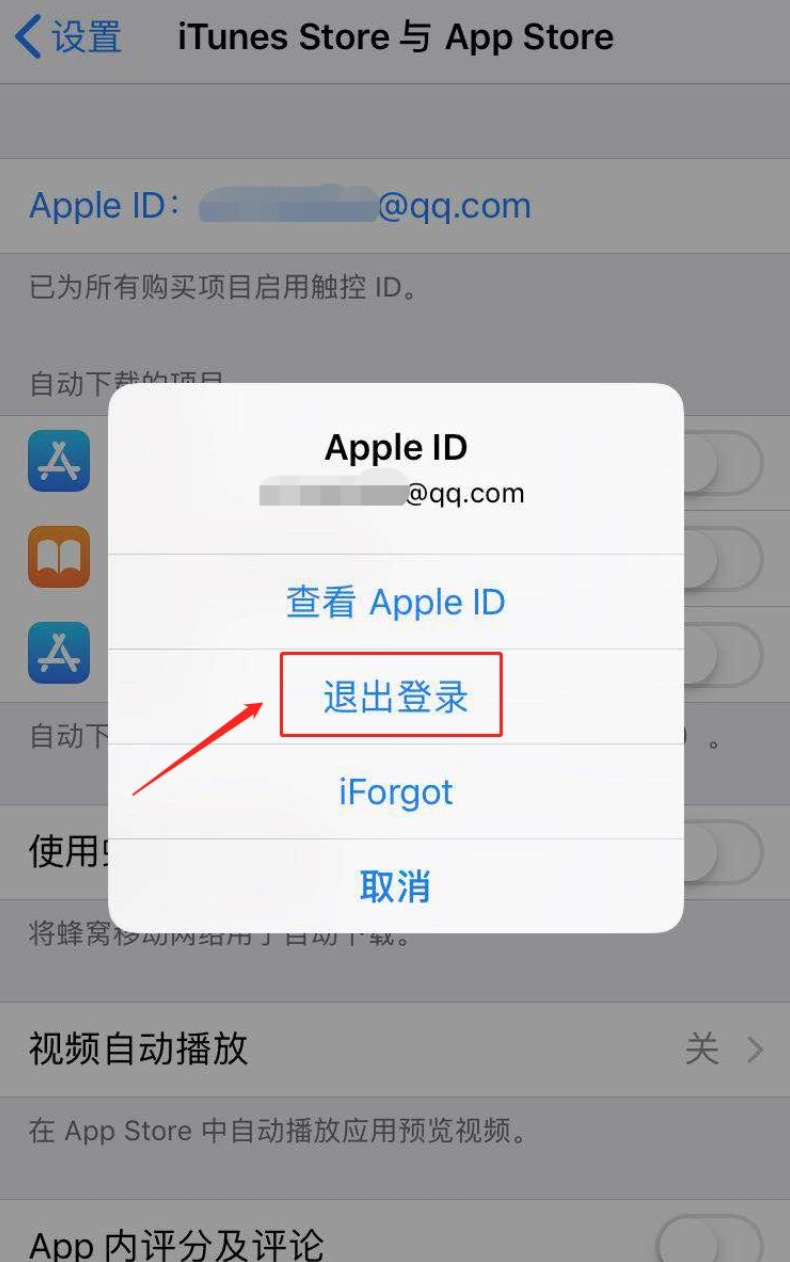 设置
iTunes Store 与 App Store
Apple ID： @qq.com
已为所有购买项目启用触控 ID。
自动下载的项目
Apple ID
@qq.com
查看 Apple ID
退出登录
iForgot
取消
自动下
）。
使用
将蜂窝移动网络用于自动下载。
视频自动播放
关
在 App Store 中自动播放应用预览视频。
App 内评分及评论